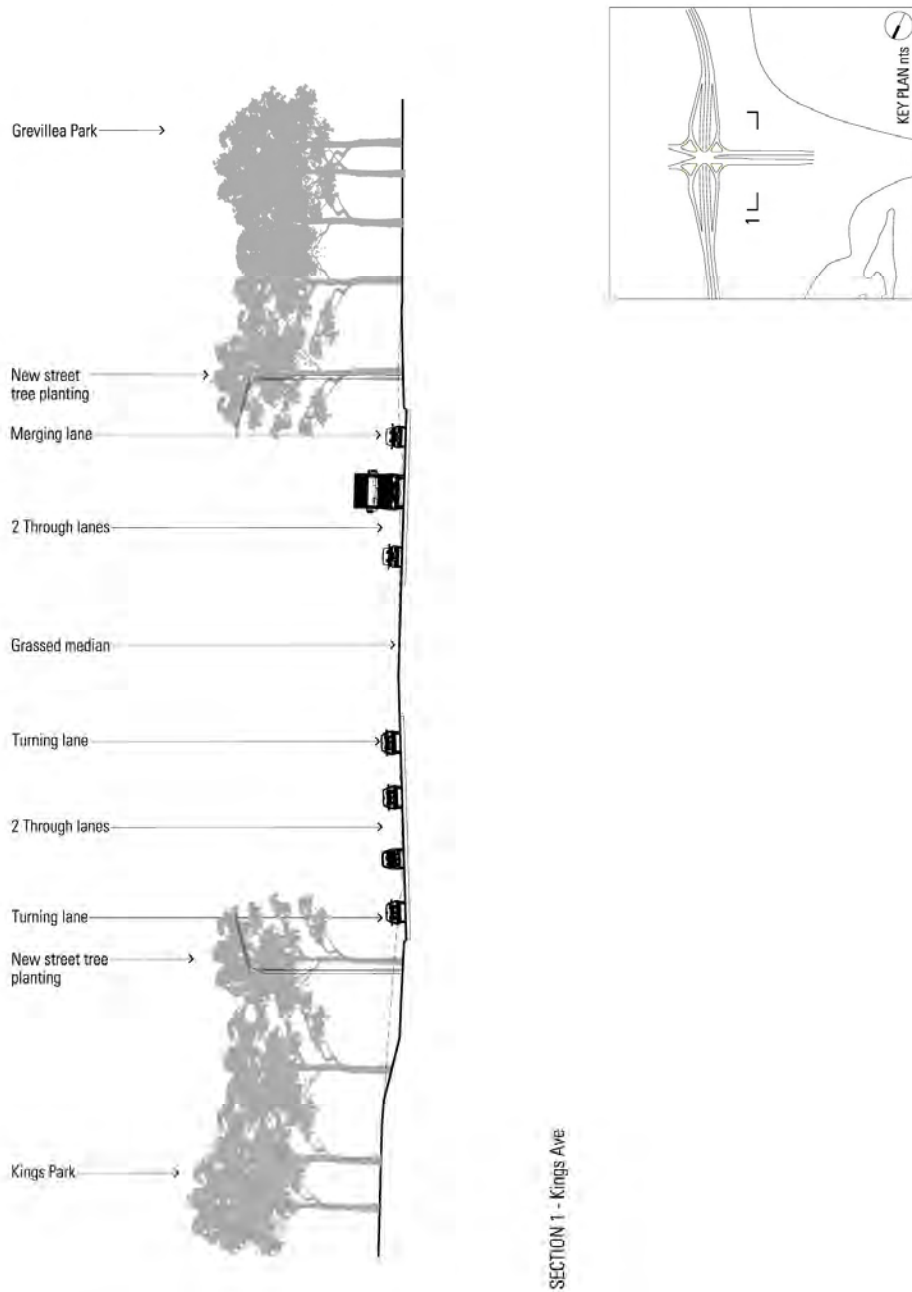 Grevillea Park
New street
tree planting
Merging lane
2 Through lanes
Grassed median
Turning lane
2 Through lanes
Turning lane
New street tree
planting
Kings Park
SECTION 1 - Kings Ave
1
KEY PLAN nts